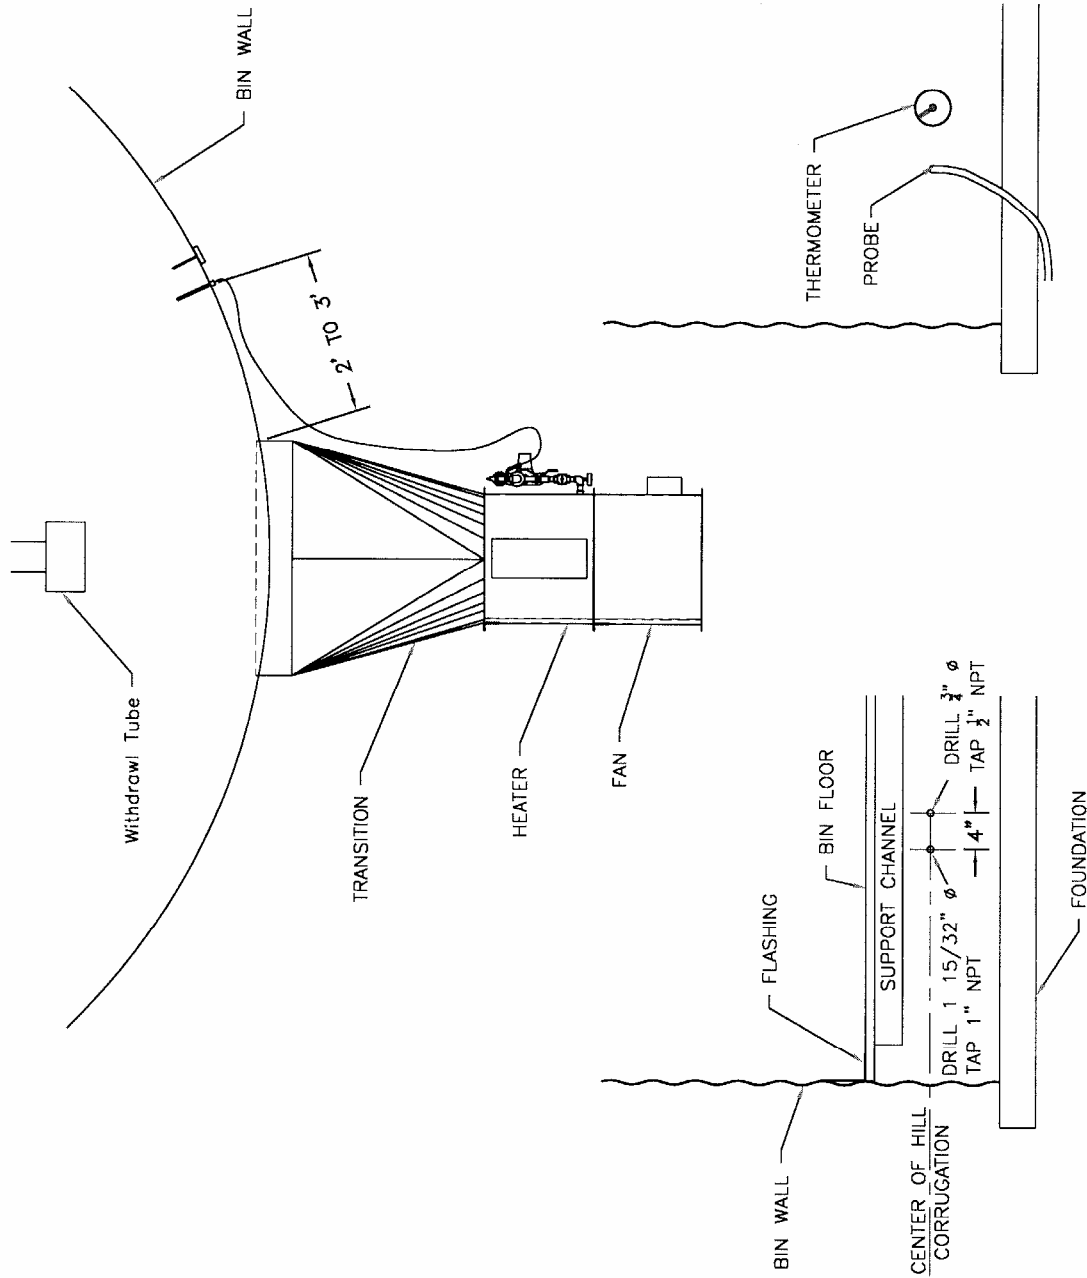 BIN WALL
Withdrawl Tube
2' TO 3'
TRANSITION
HEATER
FAN
THERMOMETER
PROBE
BIN WALL
FLASHING
BIN FLOOR
SUPPORT CHANNEL
CENTER OF HILL
CORRUGATION
DRILL 1 15/32" ø
TAP 1" NPT
4"
DRILL 3/4" ø
TAP 1/2" NPT
FOUNDATION